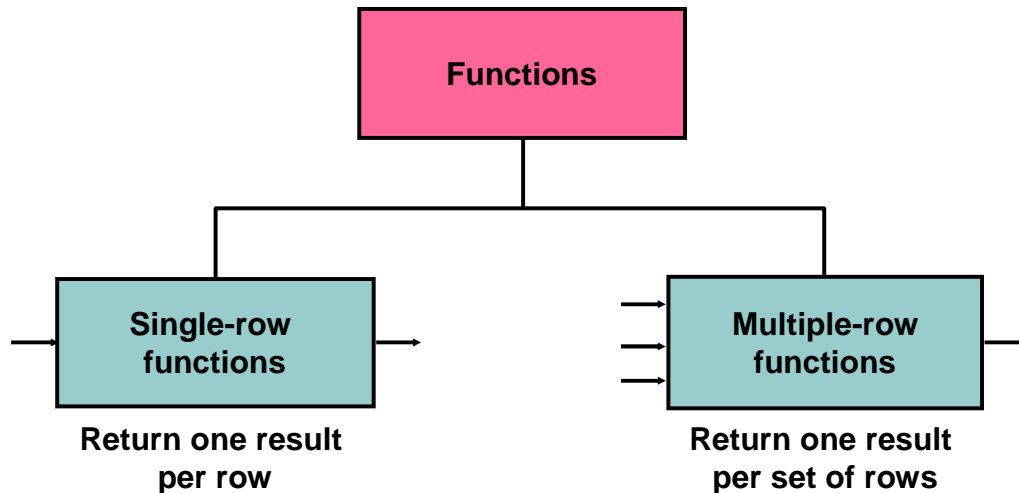 Functions
Single-row
functions
Multiple-row
functions
Return one result
per row
Return one result
per set of rows